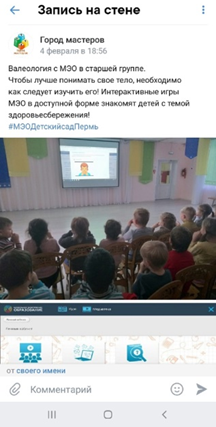 Запись на стене
Город мастеров
4 февраля в 18:56
Валеология с МЭО в старшей группе.
Чтобы лучше понимать свое тело, необходимо
как следует изучить его! Интерактивные игры
МЭО в доступной форме знакомят детей с темой
здоровьесбережения!
#МЭОДетскийсадПермь
ОБРАЗОВАНИЕ
от своего имени
Комментарий